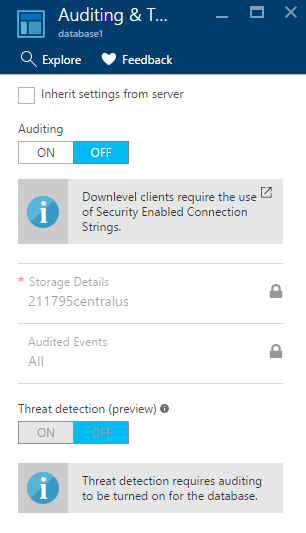 Auditing & T...
database1
Explore Feedback
Inherit settings from server
Auditing
ON OFF
Downlevel clients require the use
of Security Enabled Connection
Strings.
* Storage Details
211795centralus
Audited Events
All
Threat detection (preview)
ON OFF
Threat detection requires auditing
to be turned on for the database.